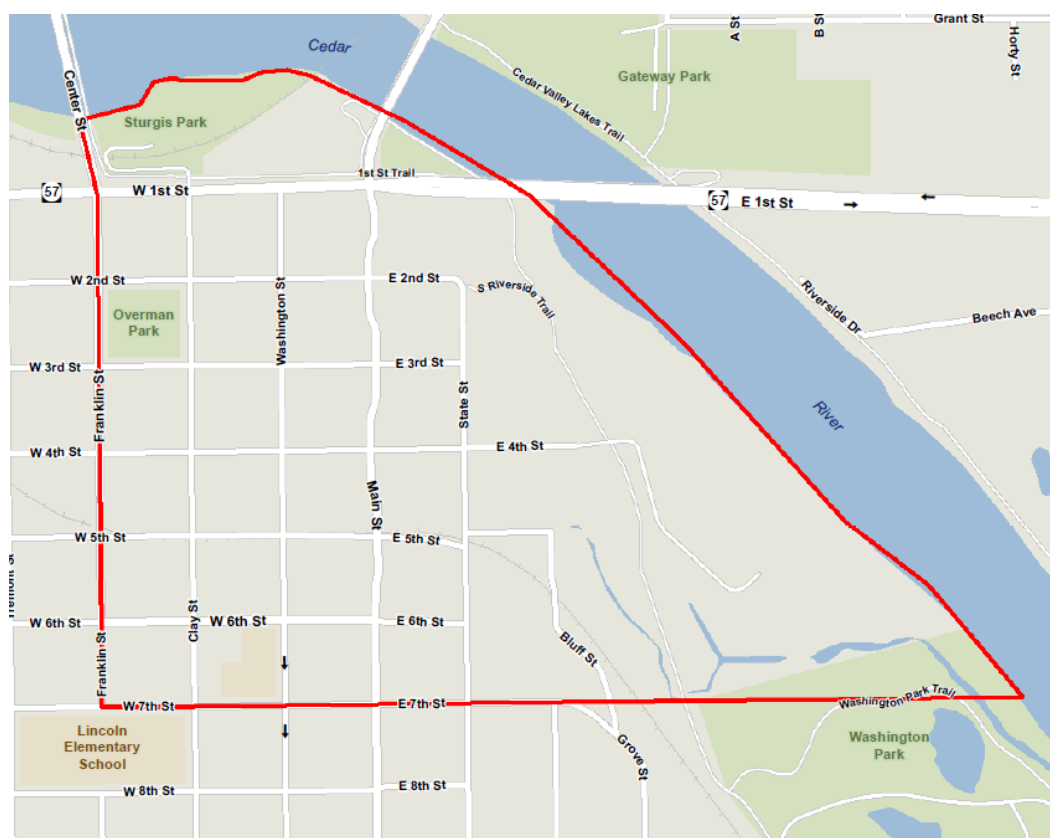 Grant St
A St
B St
Horty St
Cedar
Center St
Cedar Valley Lakes Trail
Gateway Park
Sturgis Park
1st St Trail
57
W 1st St
57
E 1st St
W 2nd St
E 2nd St
S Riverside Trail
Washington St
Riverside Dr
Beech Ave
Overman
Park
W 3rd St
E 3rd St
Franklin St
State St
River
W 4th St
E 4th St
Main St
W 5th St
E 5th St
Clay St
W 6th St
W 6th St
E 6th St
Bluff St
Franklin St
W 7th St
E 7th St
Washington Park Trail
Lincoln
Elementary
School
Grove St
Washington
Park
W 8th St
E 8th St